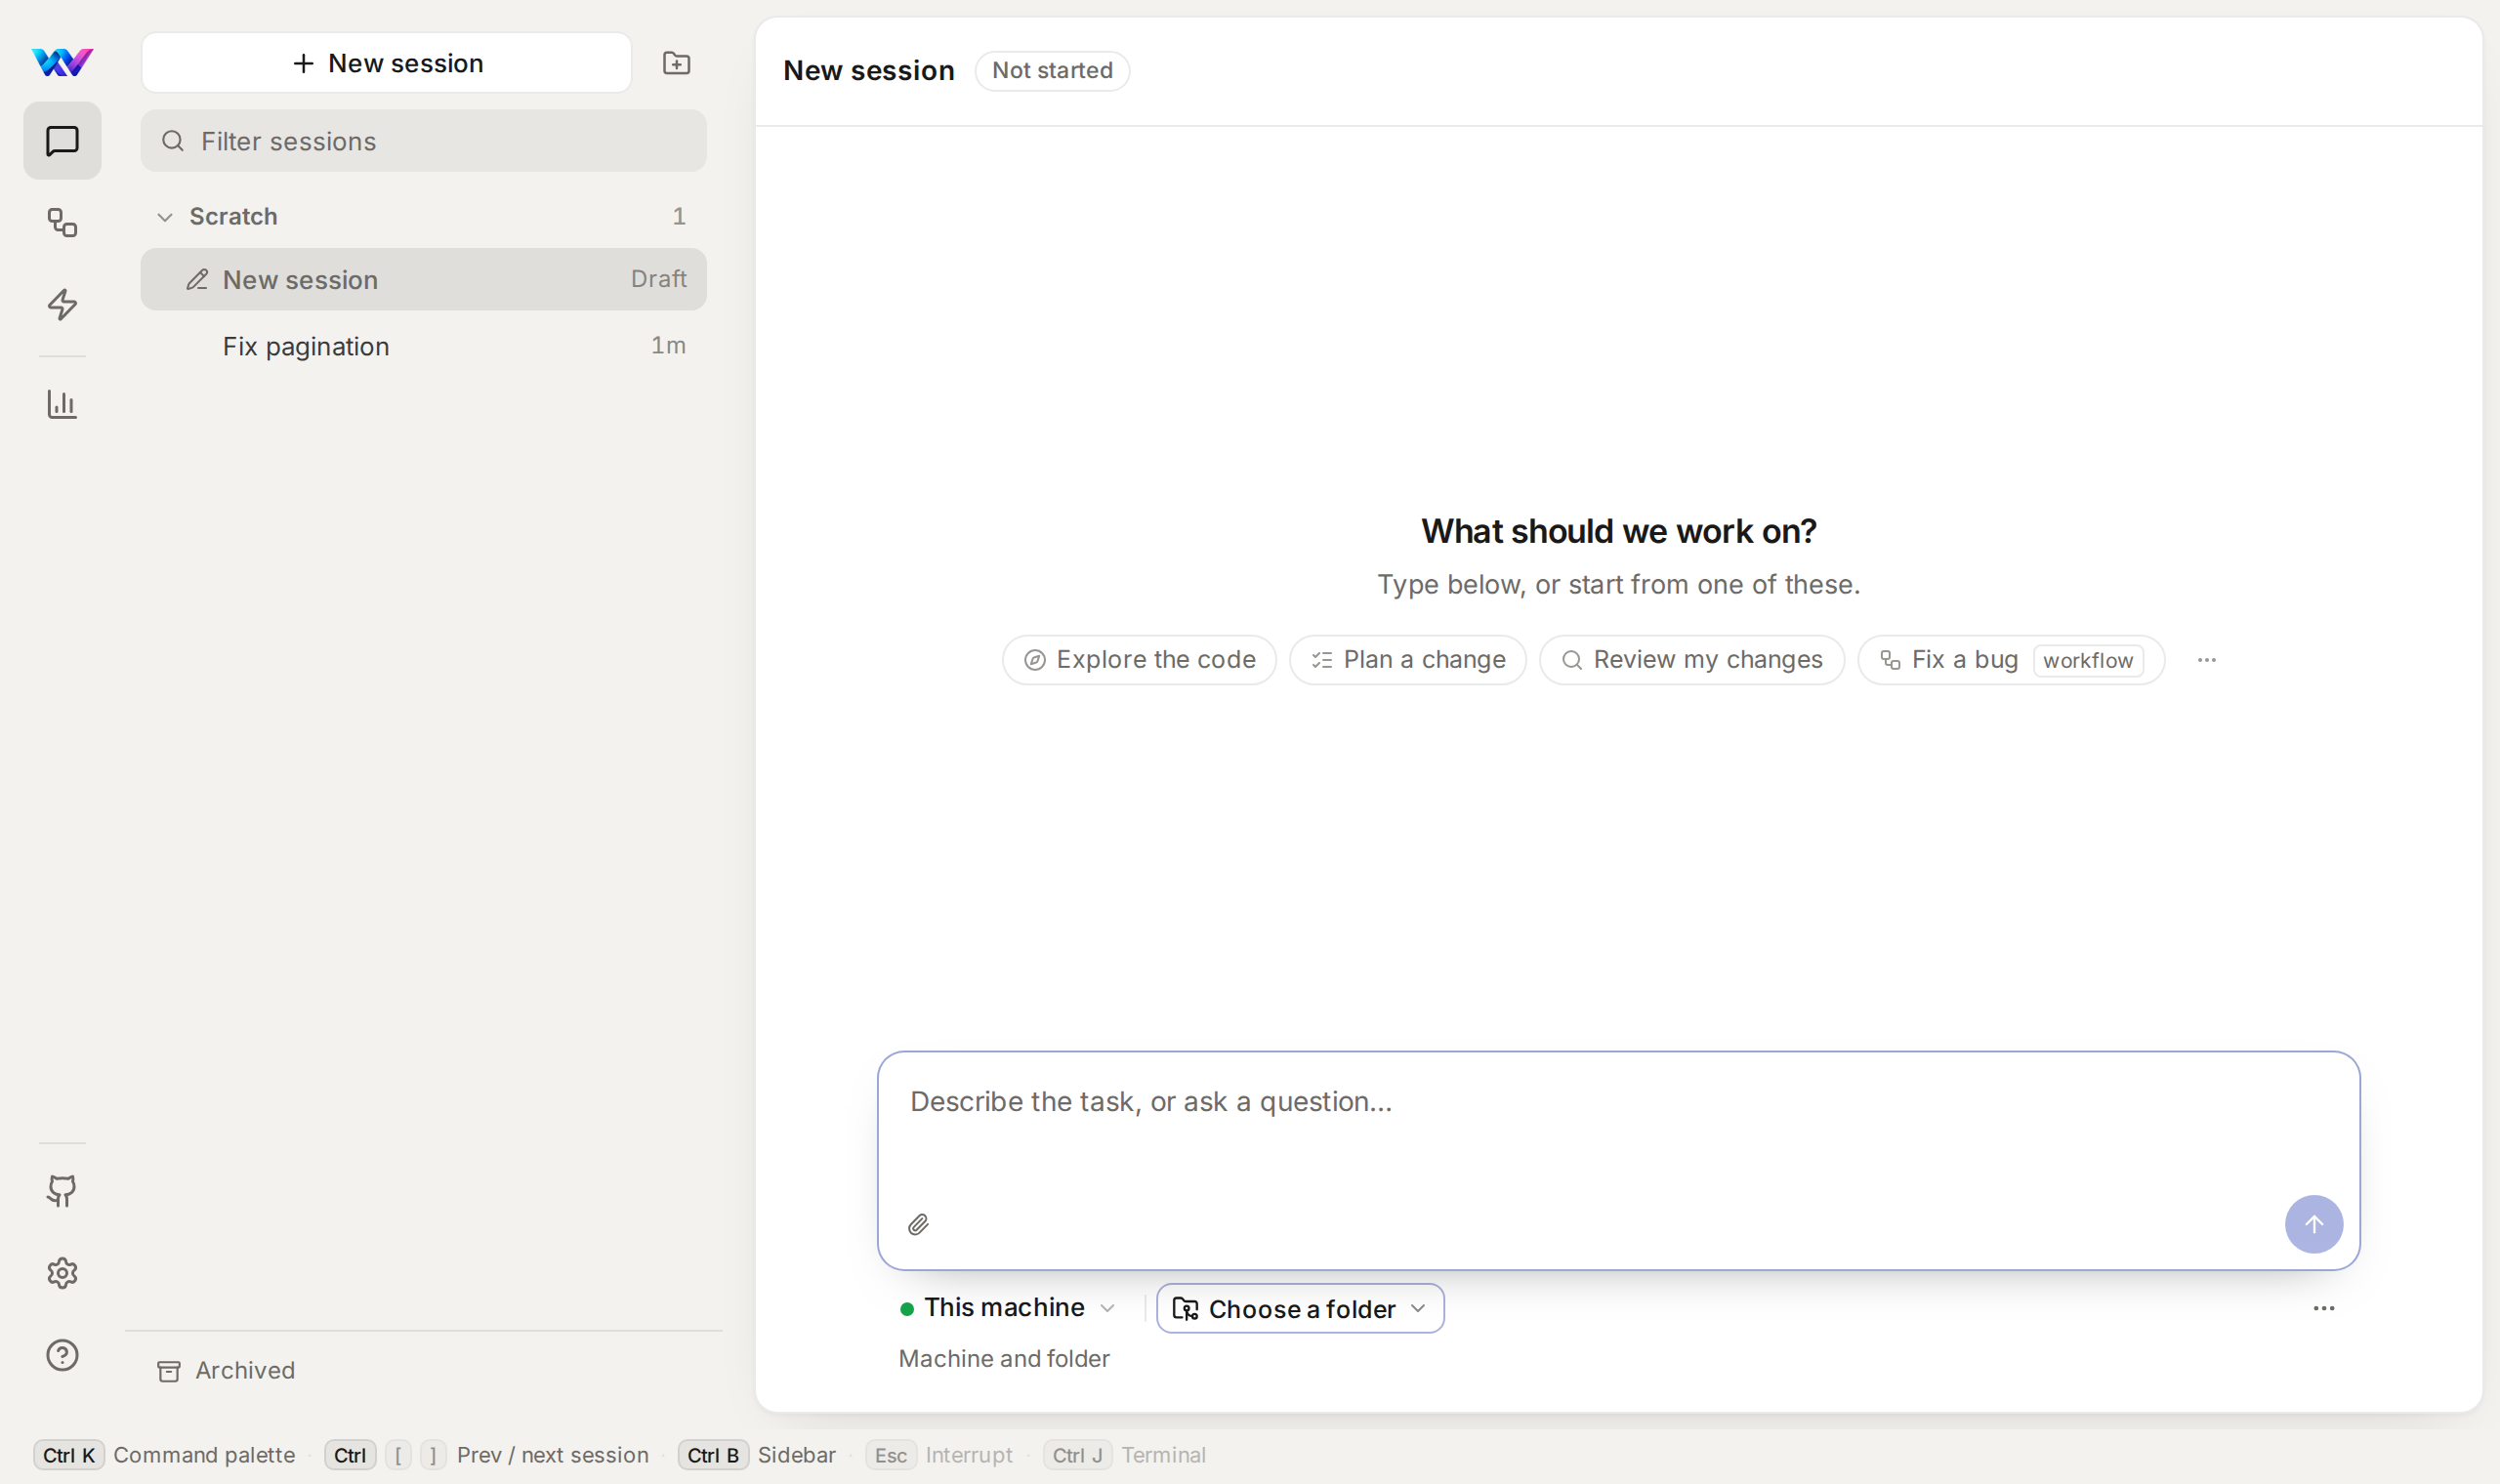 New session
Filter sessions
Scratch 1
New session Draft
Fix pagination 1m
Archived
New session Not started
What should we work on?
Type below, or start from one of these.
Explore the code Plan a change Review my changes Fix a bug workflow
Describe the task, or ask a question...
This machine Choose a folder
Machine and folder
Ctrl K Command palette · Ctrl [ ] Prev / next session · Ctrl B Sidebar · Esc Interrupt · Ctrl J Terminal